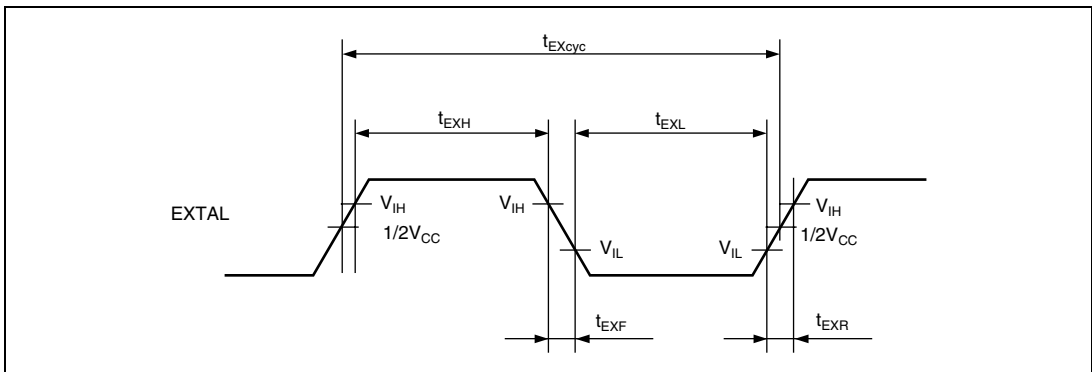 tEXcyc
tEXH
tEXL
EXTAL
VIH
VIH
VIH
1/2VCC
1/2VCC
VIL
VIL
tEXF
tEXR